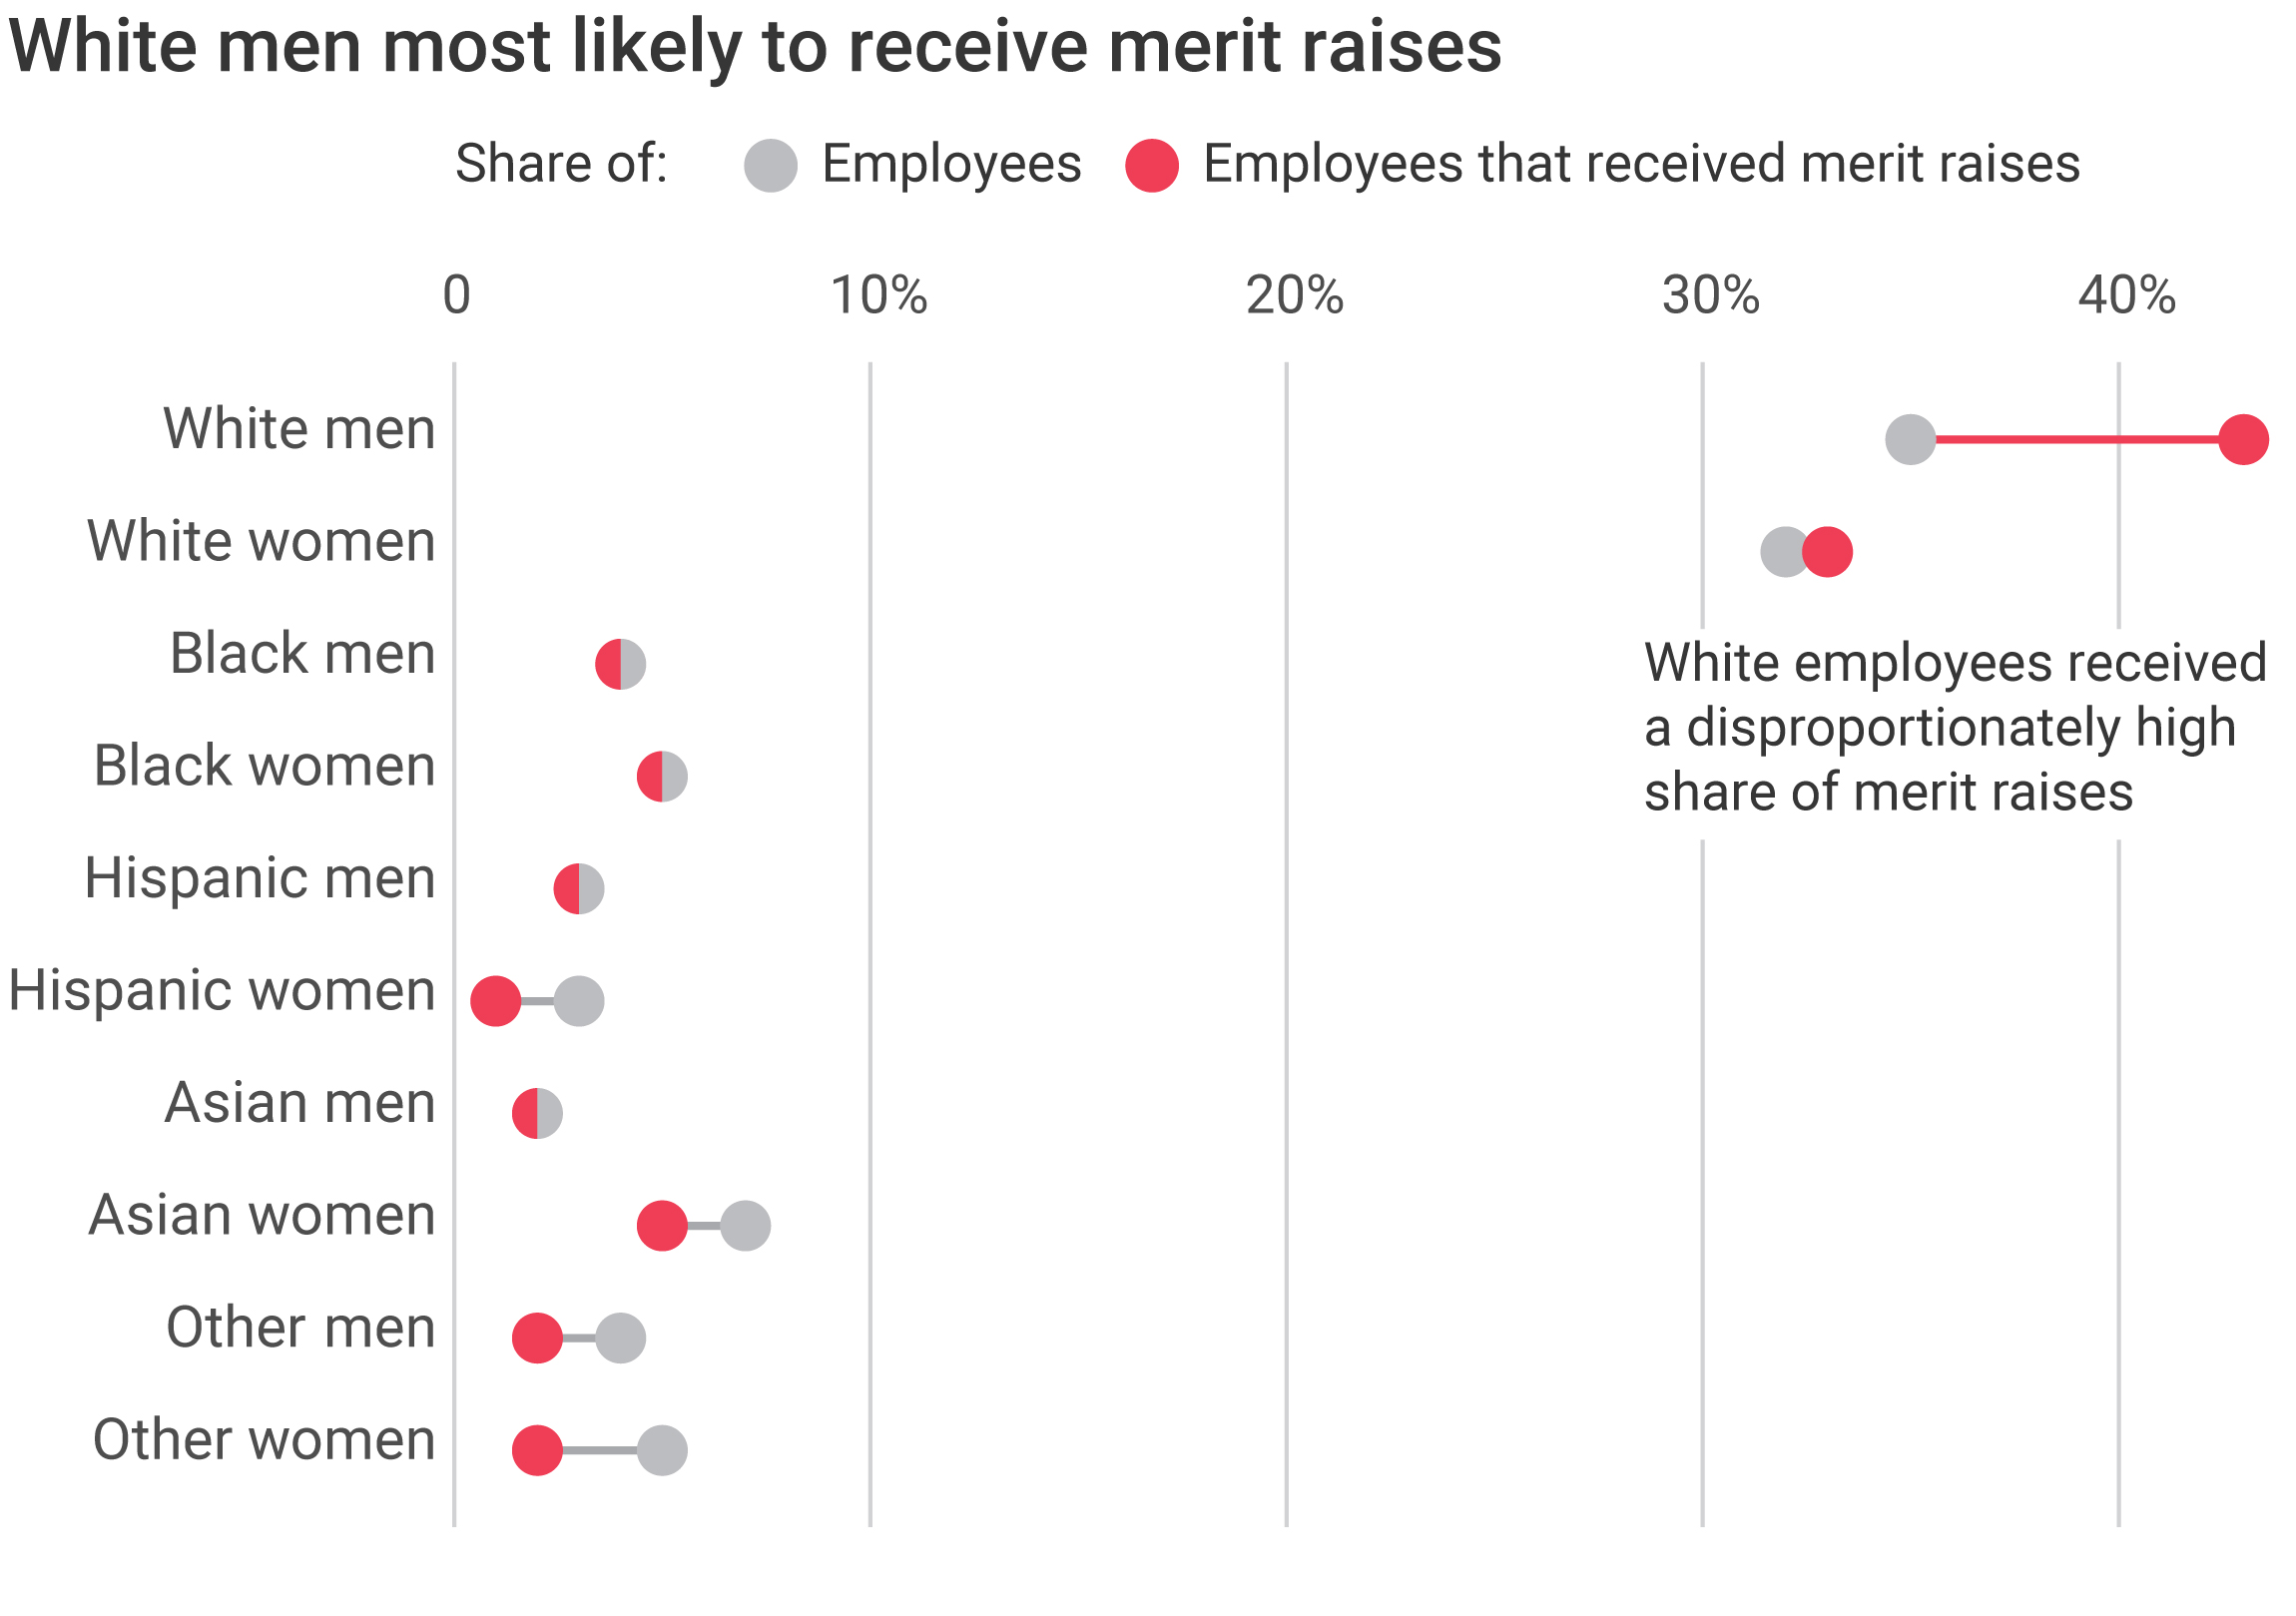 White men most likely to receive merit raises
Share of: Employees Employees that received merit raises
0 10% 20% 30% 40%
White men
White women
Black men
White employees received
a disproportionately high
share of merit raises
Black women
Hispanic men
Hispanic women
Asian men
Asian women
Other men
Other women